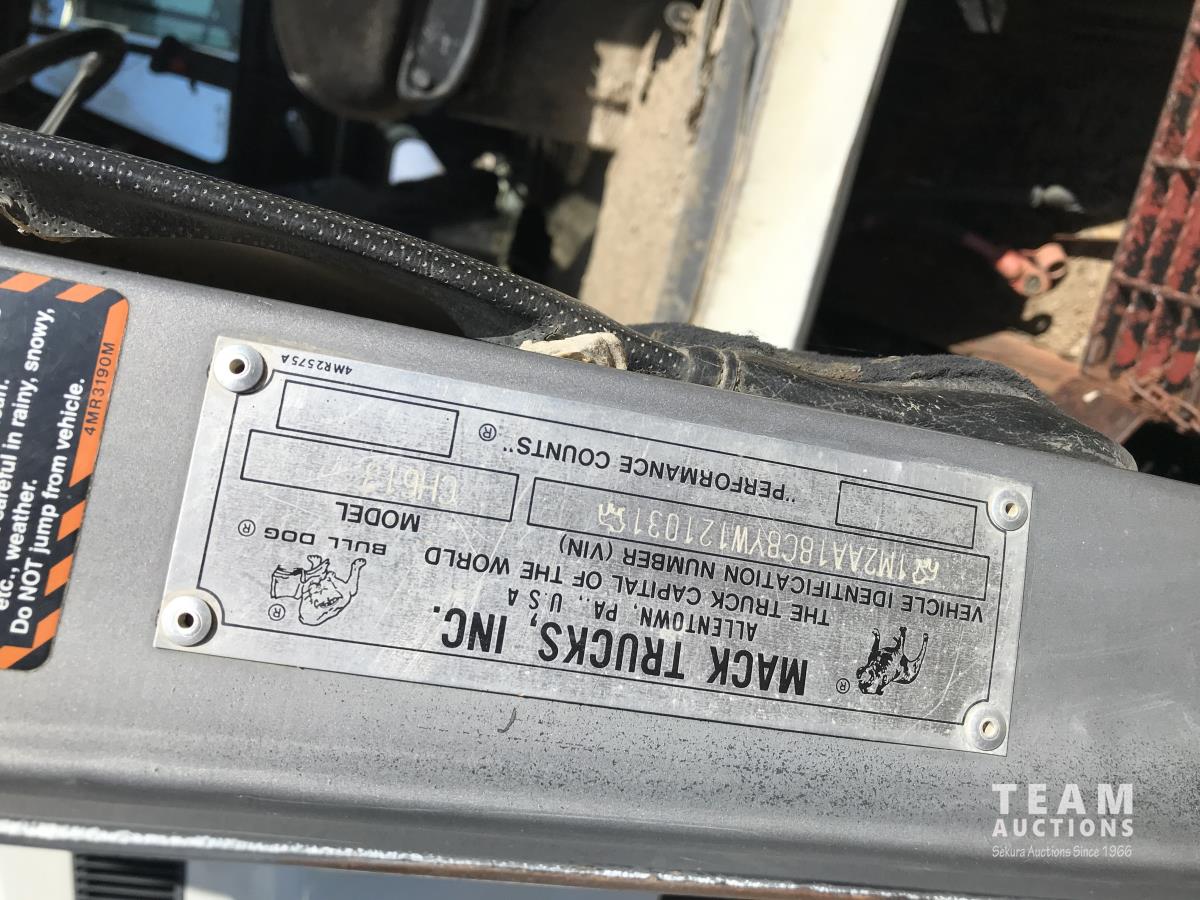 MACK TRUCKS, INC.
®
ALLENTOWN, PA., U S A
THE TRUCK CAPITAL OF THE WORLD
BULL DOG ®
®
VEHICLE IDENTIFICATION NUMBER (VIN)
MODEL
1M2AA18C8YW121031
CH613
"PERFORMANCE COUNTS" ®
4MR2575A
in rainy, snowy,
etc., weather.
Do NOT jump from vehicle.
4MR3190M
TEAM
AUCTIONS
Sekura Auctions Since 1966